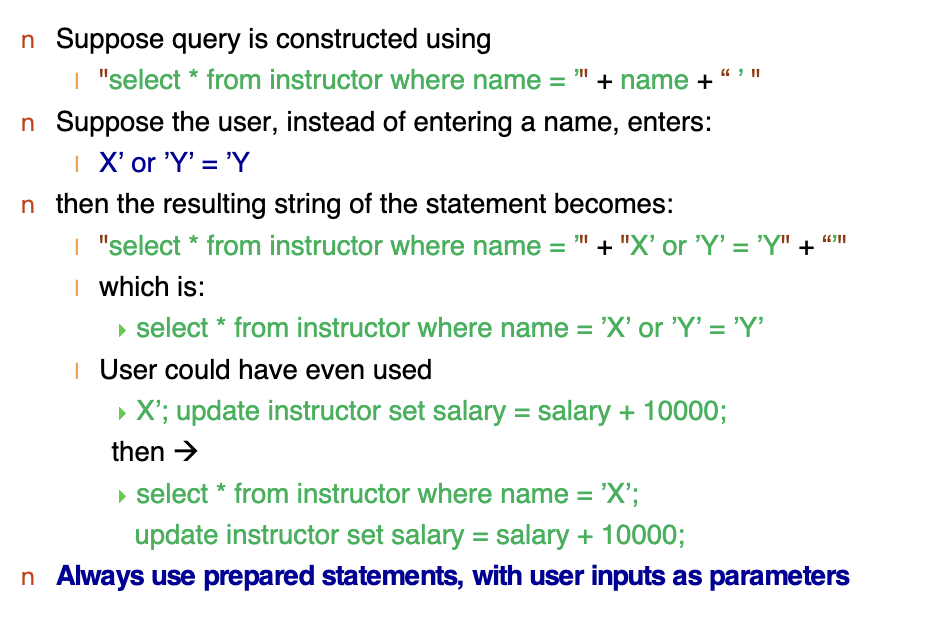 n Suppose query is constructed using
l "select * from instructor where name = ’" + name + “ ’ "
n Suppose the user, instead of entering a name, enters:
l X’ or ’Y’ = ’Y
n then the resulting string of the statement becomes:
l "select * from instructor where name = ’" + "X’ or ’Y’ = ’Y" + “’"
l which is:
select * from instructor where name = ’X’ or ’Y’ = ’Y’
l User could have even used
X’; update instructor set salary = salary + 10000;
then →
select * from instructor where name = ’X’;
update instructor set salary = salary + 10000;
n Always use prepared statements, with user inputs as parameters